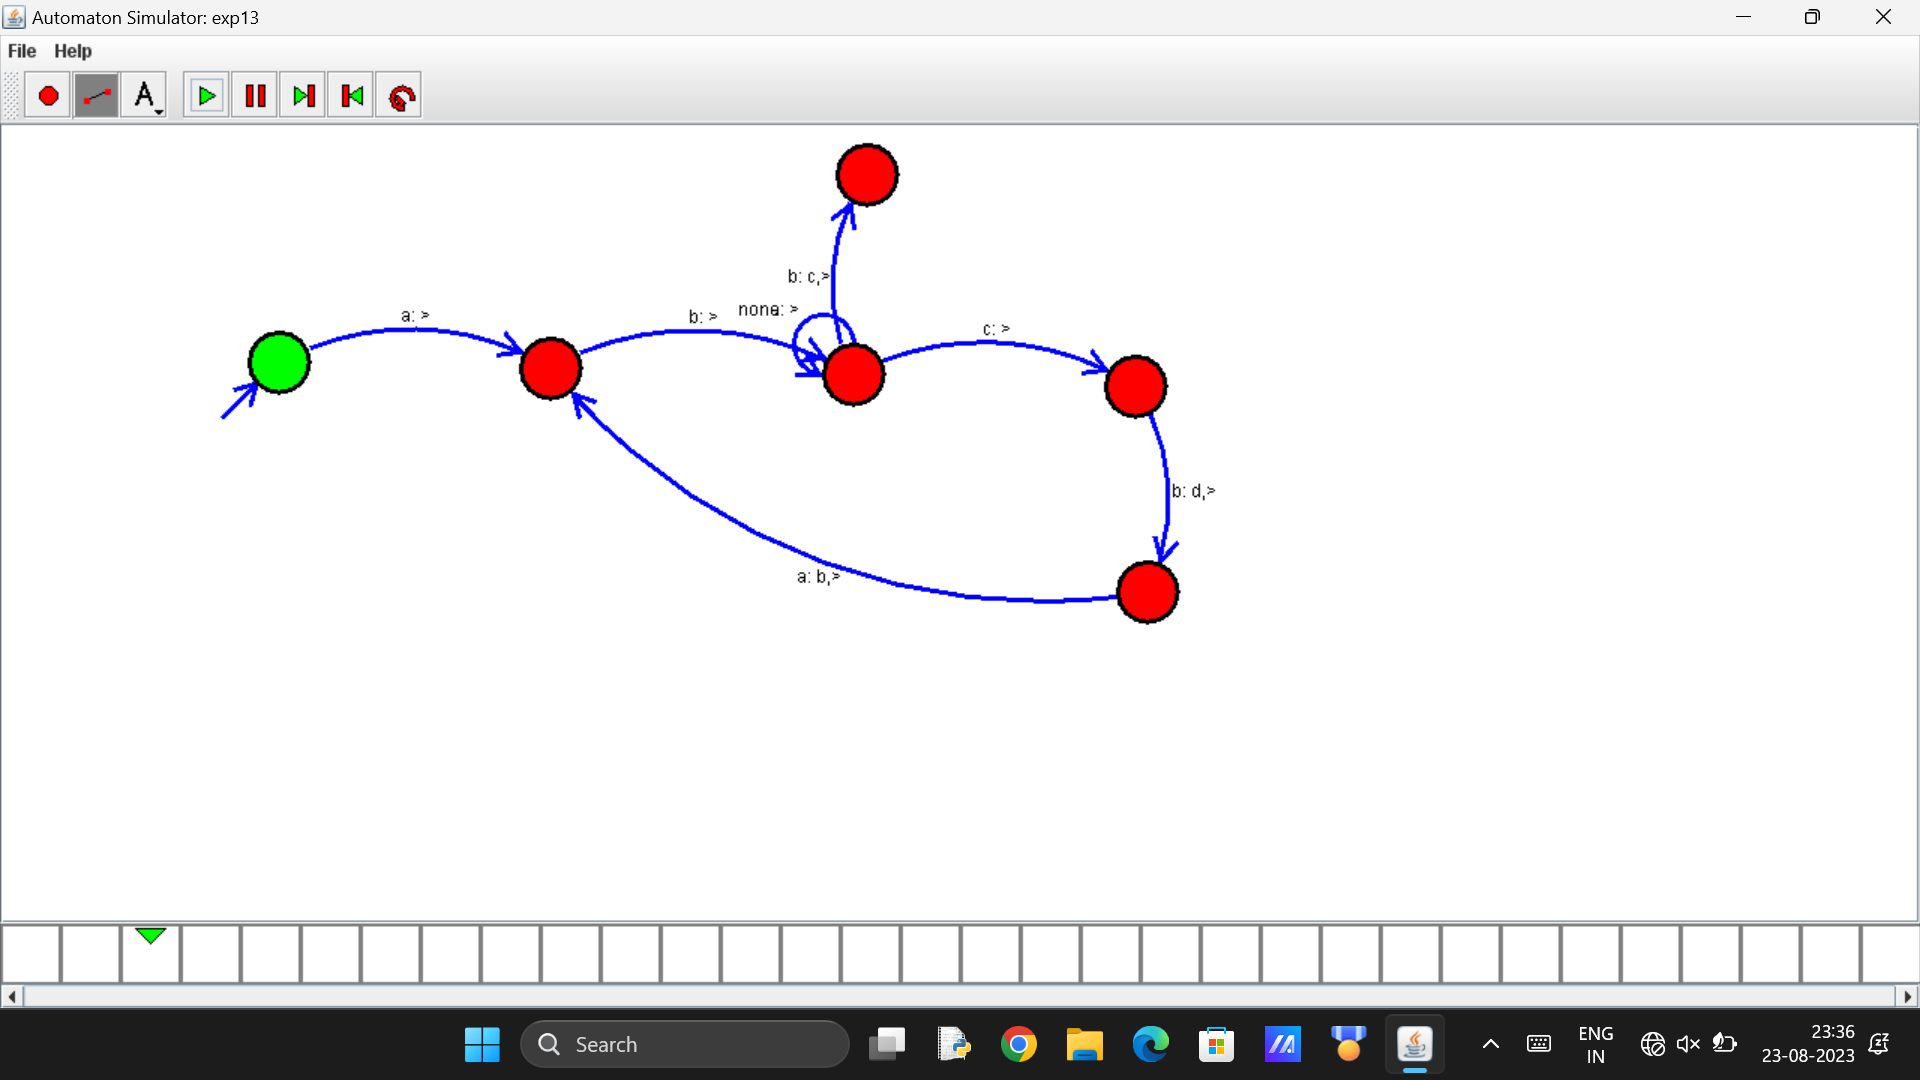 Automaton Simulator: exp13
File Help
A
b: c,>
none: >
a: >
b: >
c: >
b: d,>
a: b,>
Search
ENG
IN
23:36
23-08-2023